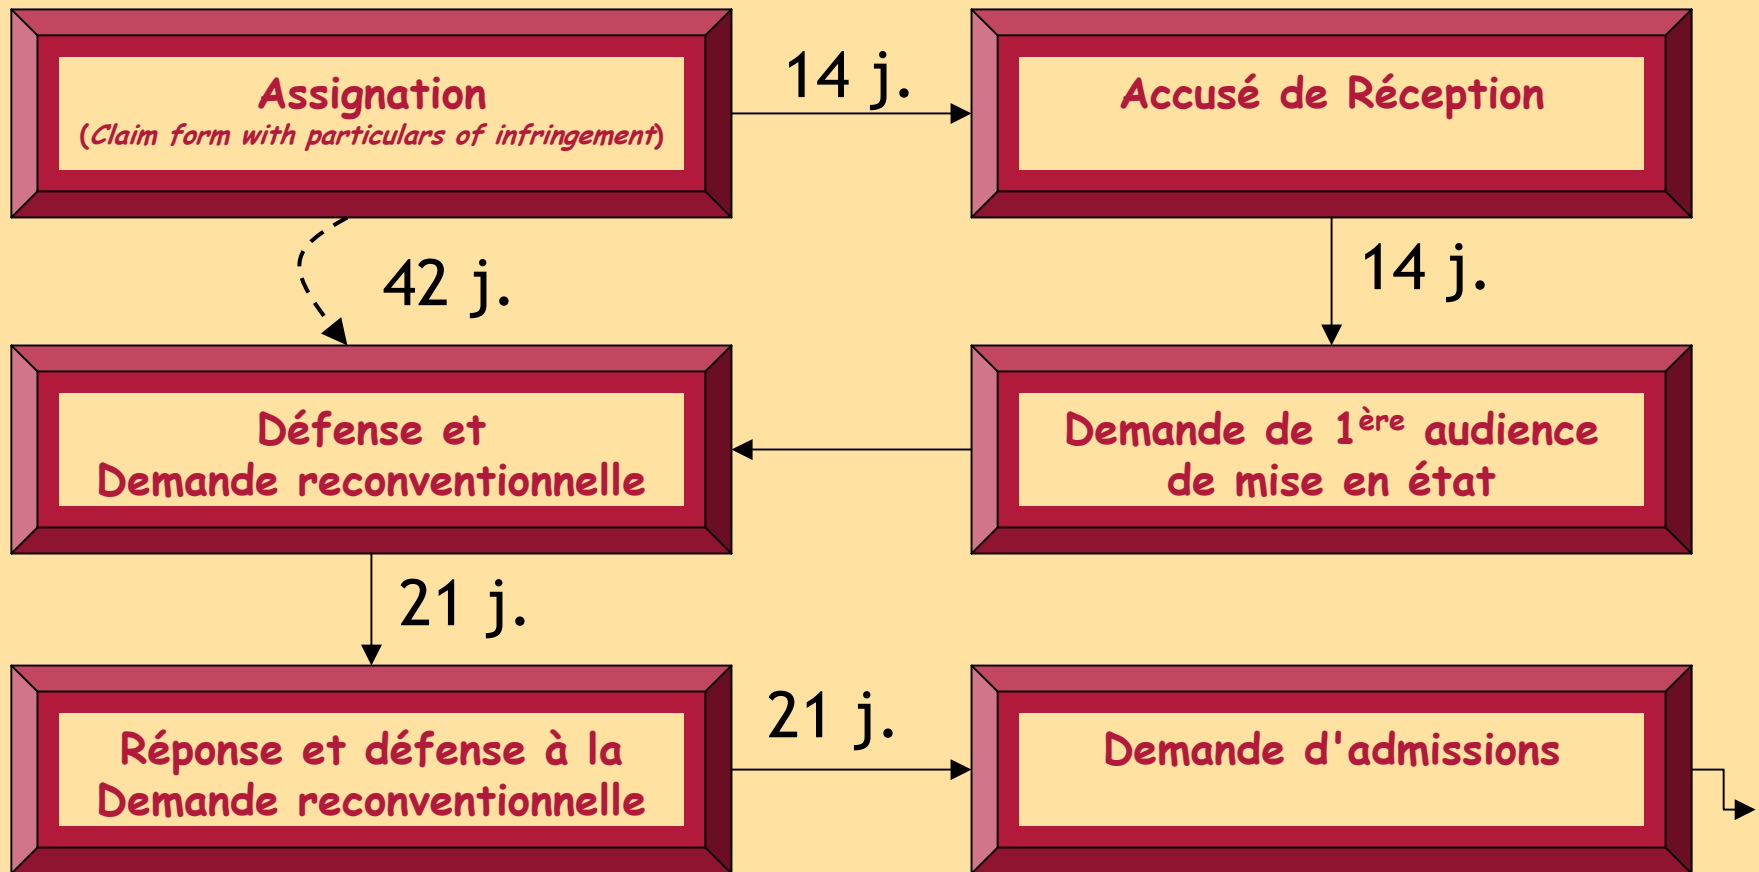 Assignation
(Claim form with particulars of infringement)
14 j.
Accusé de Réception
42 j.
14 j.
Défense et
Demande reconventionnelle
Demande de 1ère audience
de mise en état
21 j.
Réponse et défense à la
Demande reconventionnelle
21 j.
Demande d'admissions